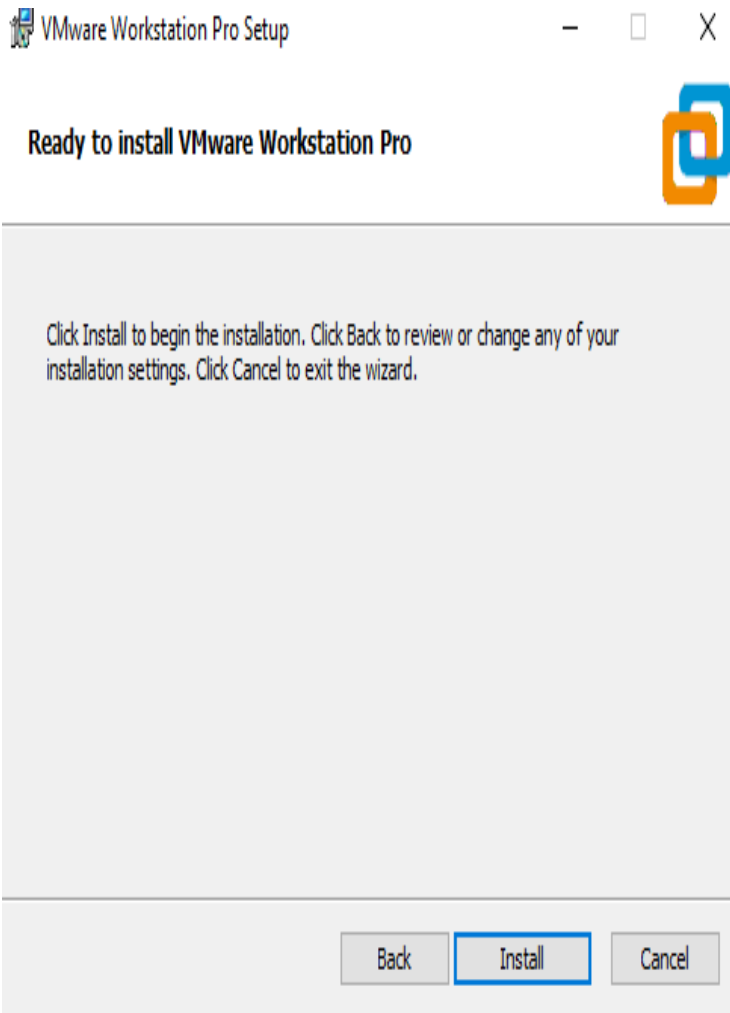 VMware Workstation Pro Setup
Ready to install VMware Workstation Pro
Click Install to begin the installation. Click Back to review or change any of your
installation settings. Click Cancel to exit the wizard.
Back Install Cancel